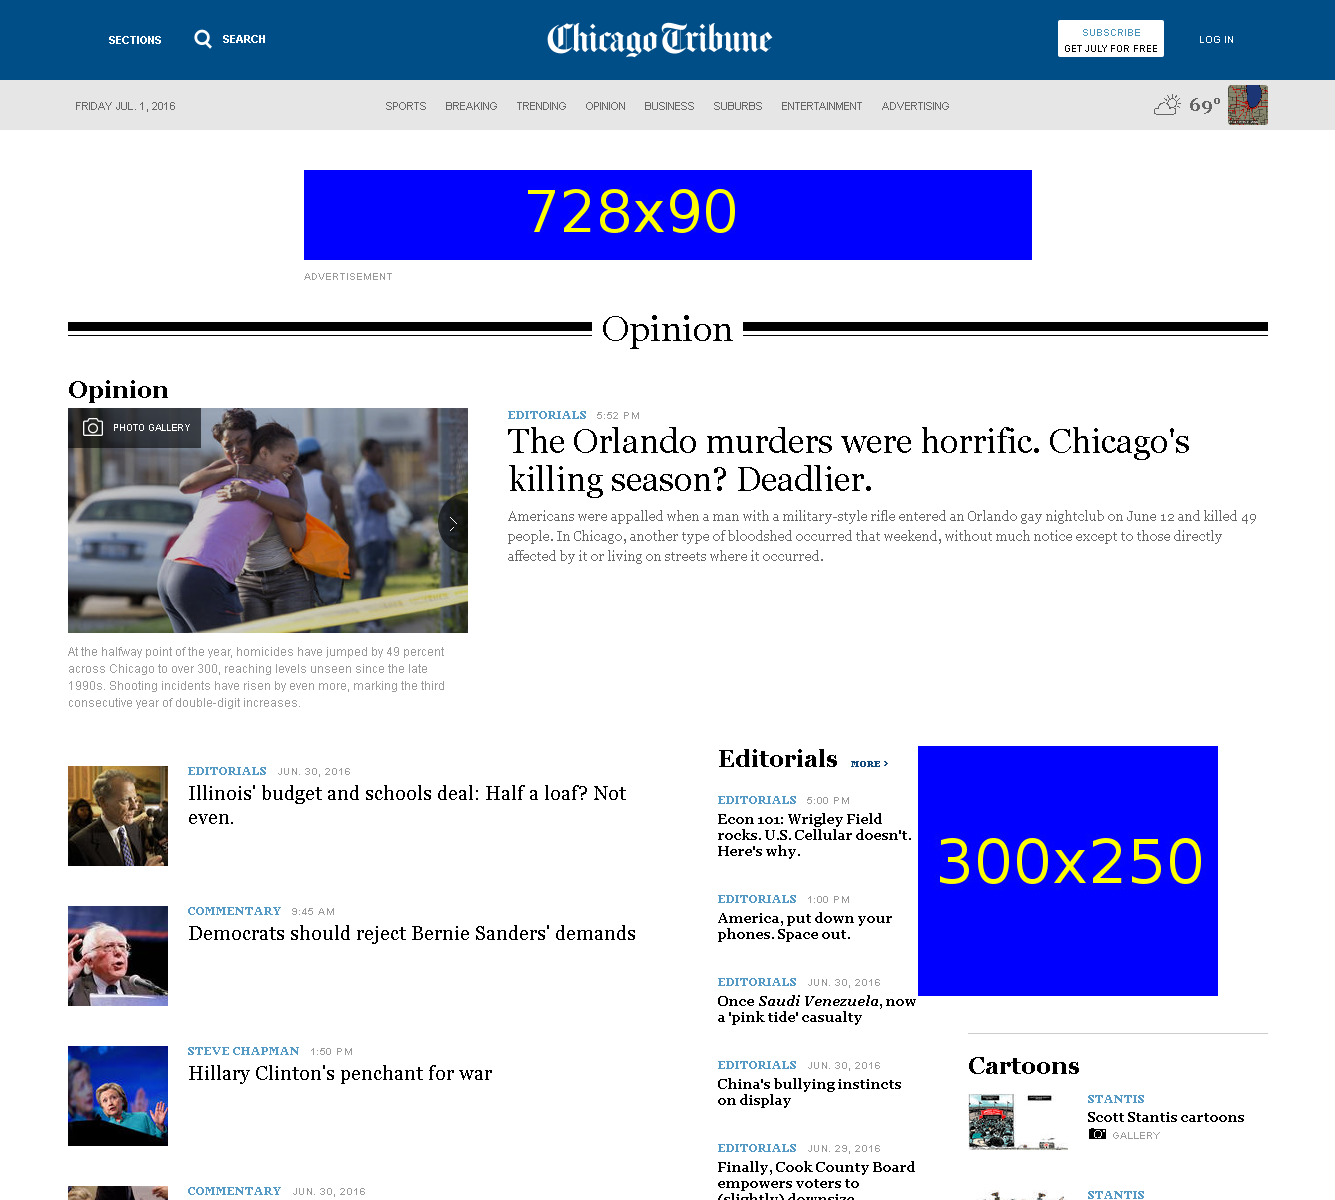 SECTIONS
SEARCH
Chicago Tribune
SUBSCRIBE
GET JULY FOR FREE
LOG IN
FRIDAY JUL. 1, 2016
SPORTS BREAKING TRENDING OPINION BUSINESS SUBURBS ENTERTAINMENT ADVERTISING
69°
728x90
ADVERTISEMENT
Opinion
Opinion
PHOTO GALLERY
At the halfway point of the year, homicides have jumped by 49 percent
across Chicago to over 300, reaching levels unseen since the late
1990s. Shooting incidents have risen by even more, marking the third
consecutive year of double-digit increases.
EDITORIALS 5:52 PM
The Orlando murders were horrific. Chicago's
killing season? Deadlier.
Americans were appalled when a man with a military-style rifle entered an Orlando gay nightclub on June 12 and killed 49
people. In Chicago, another type of bloodshed occurred that weekend, without much notice except to those directly
affected by it or living on streets where it occurred.
EDITORIALS JUN. 30, 2016
Illinois' budget and schools deal: Half a loaf? Not
even.
COMMENTARY 9:45 AM
Democrats should reject Bernie Sanders' demands
STEVE CHAPMAN 1:50 PM
Hillary Clinton's penchant for war
COMMENTARY JUN. 30, 2016
Editorials MORE >
EDITORIALS 5:00 PM
Econ 101: Wrigley Field
rocks. U.S. Cellular doesn't.
Here's why.
EDITORIALS 1:00 PM
America, put down your
phones. Space out.
EDITORIALS JUN. 30, 2016
Once Saudi Venezuela, now
a 'pink tide' casualty
EDITORIALS JUN. 30, 2016
China's bullying instincts
on display
EDITORIALS JUN. 29, 2016
Finally, Cook County Board
empowers voters to
(slightly) downsize
300x250
Cartoons
STANTIS
Scott Stantis cartoons
GALLERY
STANTIS